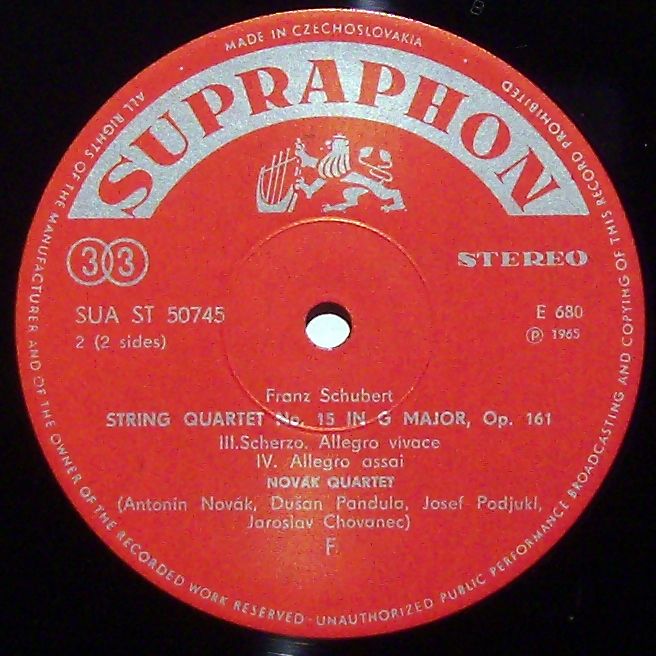 MADE IN CZECHOSLOVAKIA
SUPRAPHON
33
STEREO
SUA ST 50745
E 680
2 (2 sides)
Ⓟ 1965
Franz Schubert
STRING QUARTET No. 15 IN G MAJOR, Op. 161
III.Scherzo. Allegro vivace
IV. Allegro assai
NOVÁK QUARTET
(Antonín Novák, Dušan Pandula, Josef Podjukl,
Jaroslav Chovanec)
F
ALL RIGHTS OF THE MANUFACTURER AND OF THE OWNER OF THE RECORDED WORK RESERVED-UNAUTHORIZED PUBLIC PERFORMANCE BROADCASTING AND COPYING OF THIS RECORD PROHIBITED